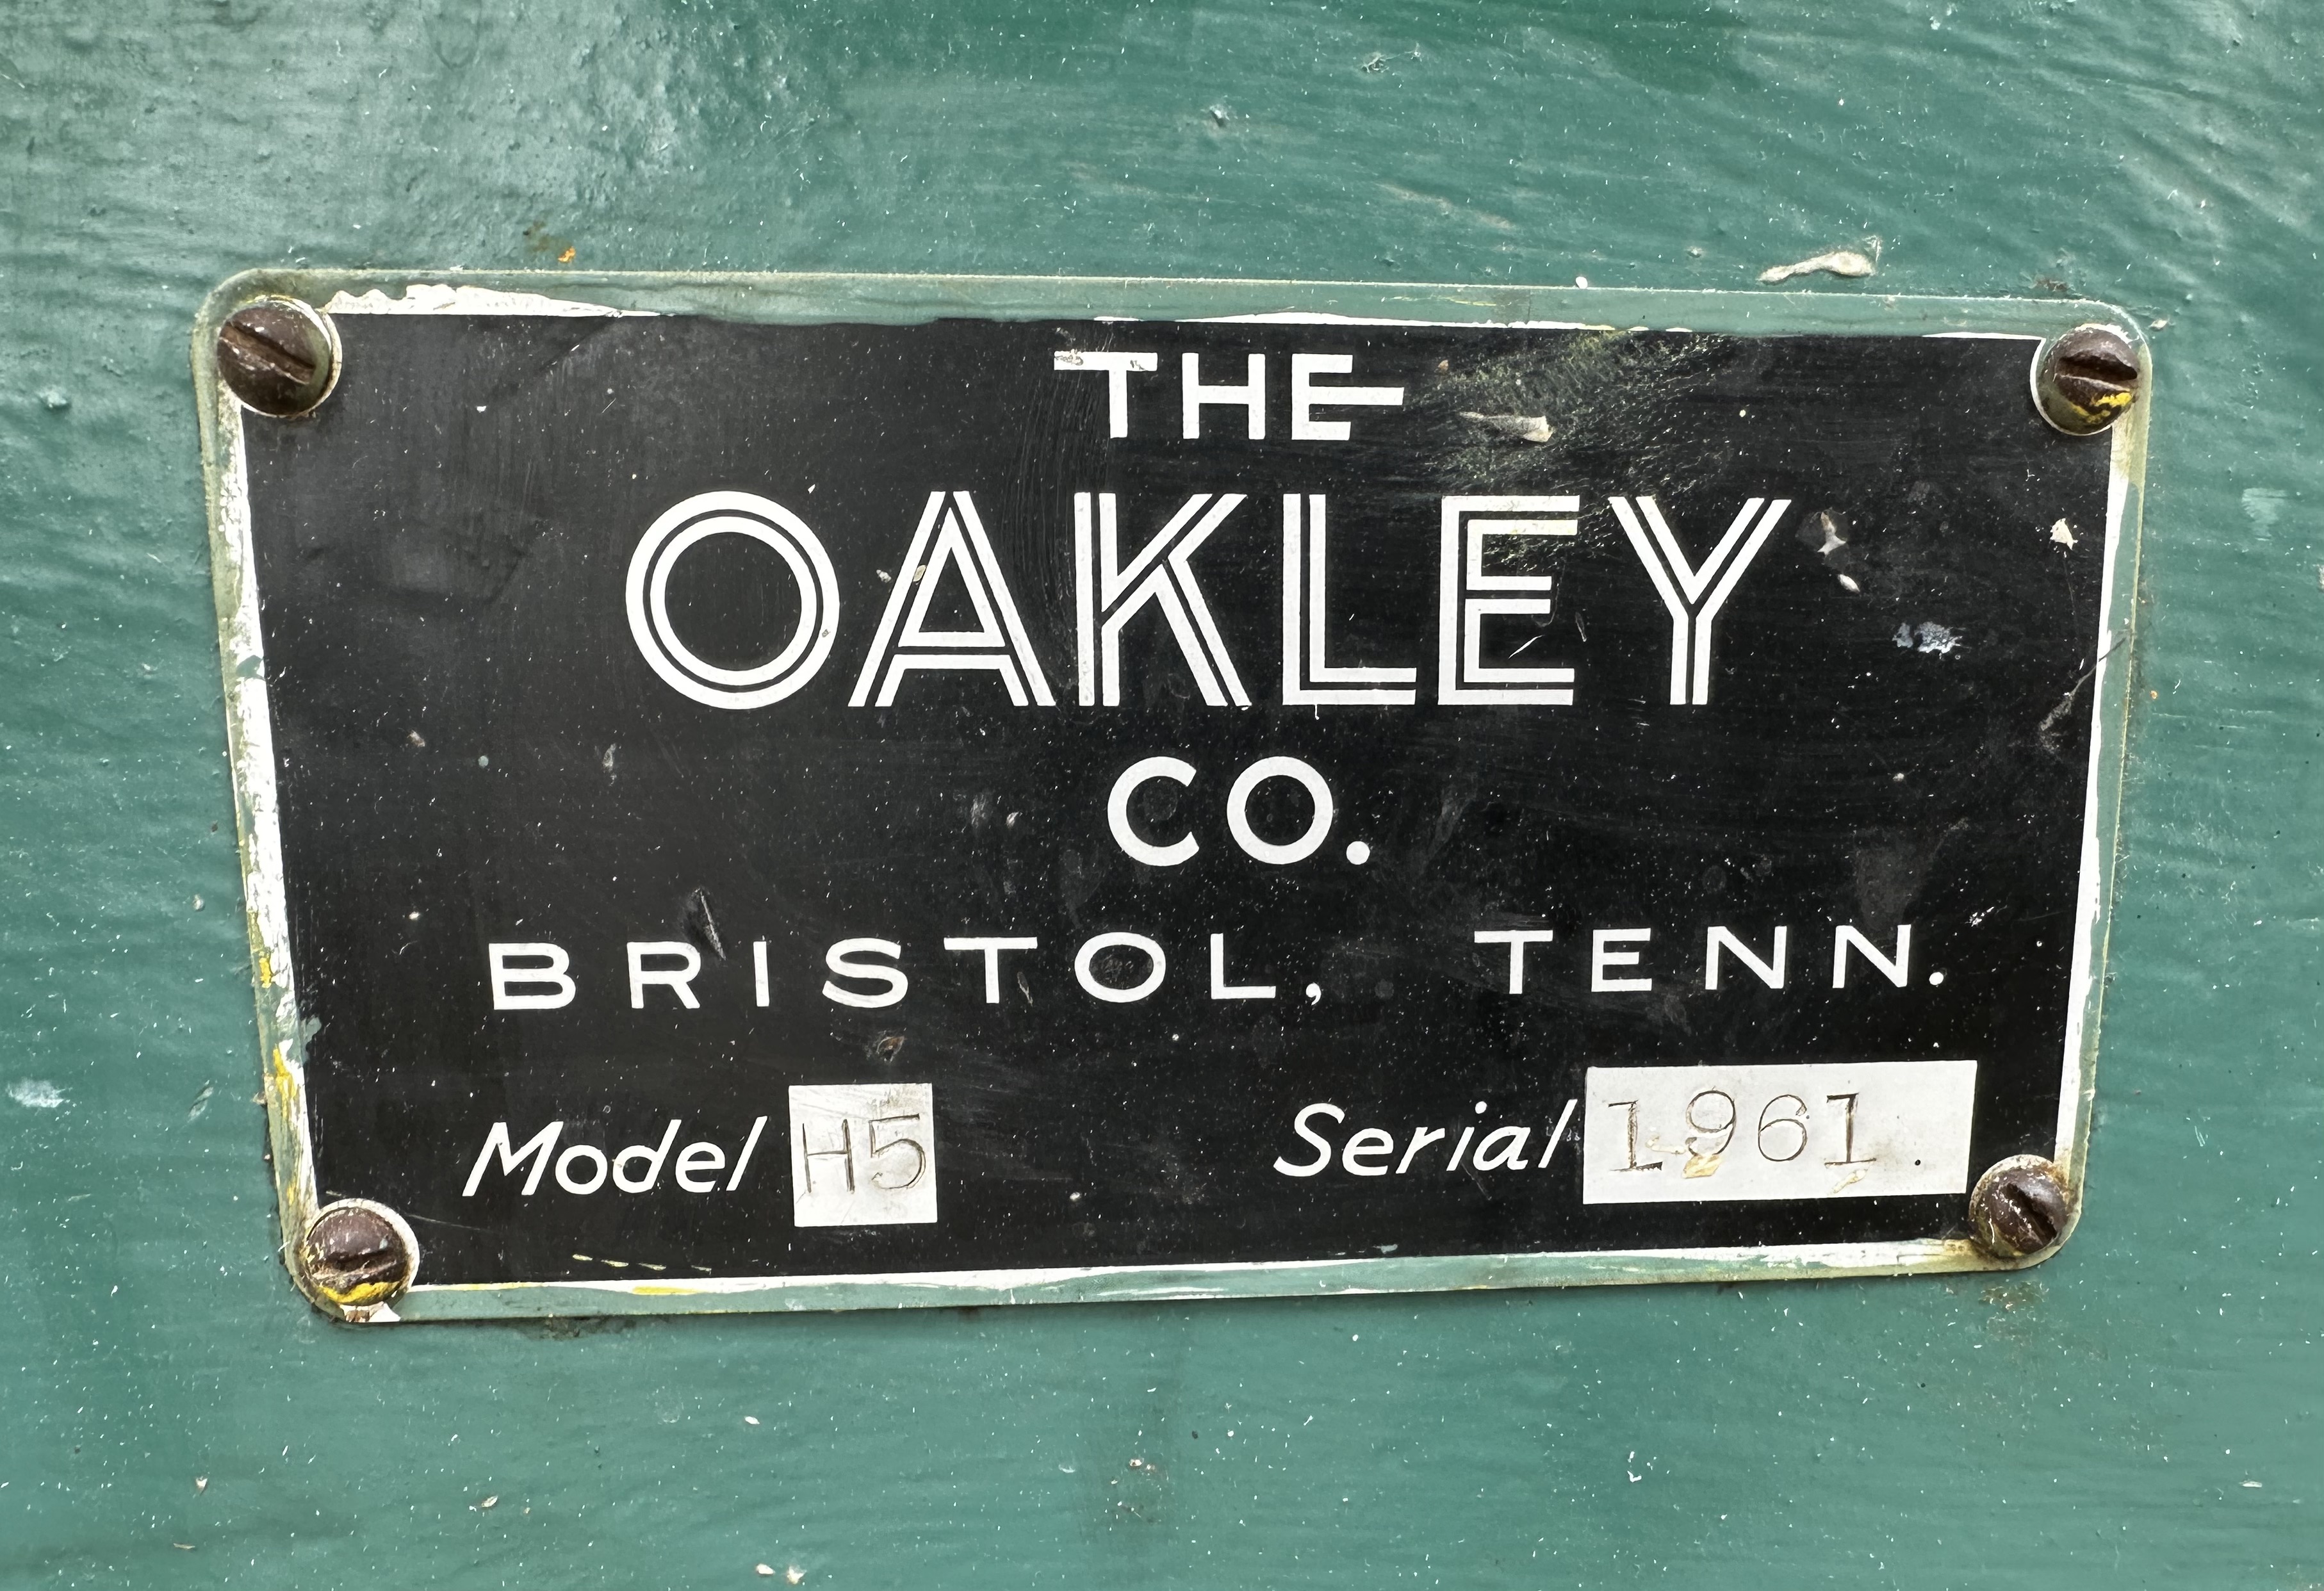 THE
OAKLEY
CO.
BRISTOL, TENN.
Model H5 Serial 1961.